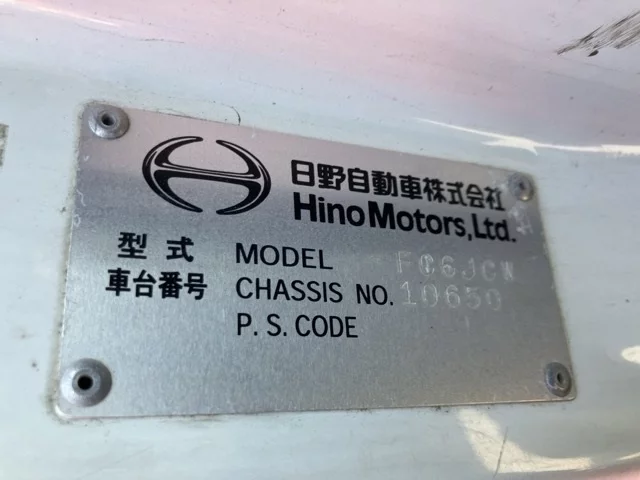 日野自動車株式会社
Hino Motors, Ltd.
型式 MODEL FC6JCW
車台番号 CHASSIS NO. 10650
P.S. CODE